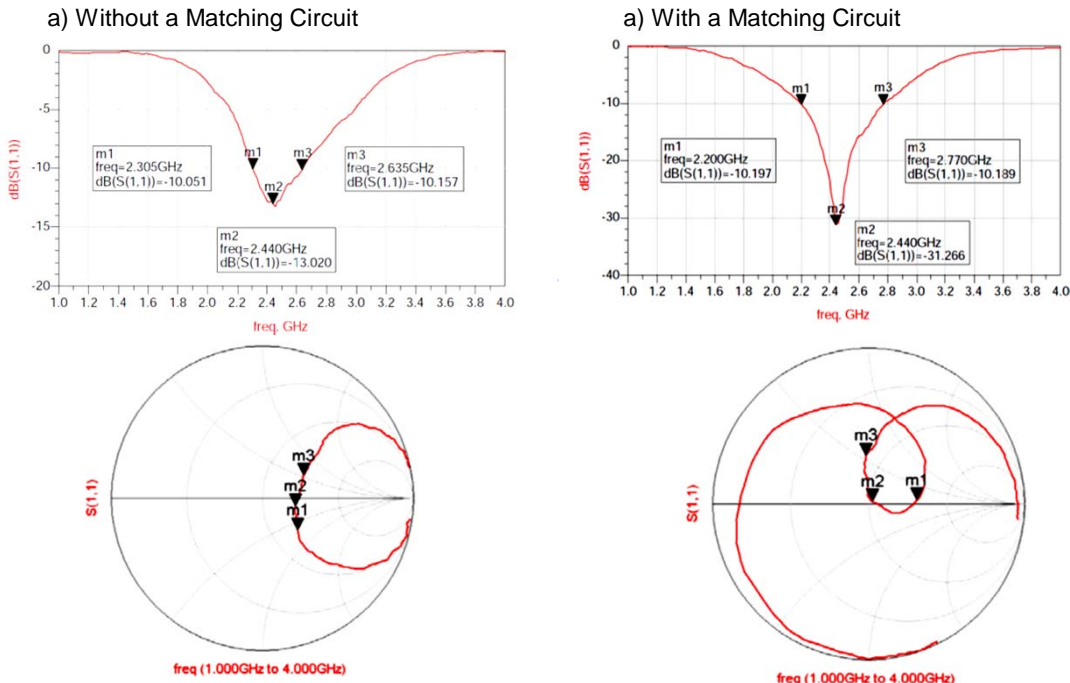 a) Without a Matching Circuit
0
-5
-10
-15
-20
dB(S(1,1))
m1
m2
m3
m1
freq=2.305GHz
dB(S(1,1))=-10.051
m3
freq=2.635GHz
dB(S(1,1))=-10.157
m2
freq=2.440GHz
dB(S(1,1))=-13.020
1.0 1.2 1.4 1.6 1.8 2.0 2.2 2.4 2.6 2.8 3.0 3.2 3.4 3.6 3.8 4.0
freq. GHz
m3
m2
m1
S(1,1)
freq (1.000GHz to 4.000GHz)
a) With a Matching Circuit
0
-10
-20
-30
-40
dB(S(1,1))
m1
m3
m2
m1
freq=2.200GHz
dB(S(1,1))=-10.197
m3
freq=2.770GHz
dB(S(1,1))=-10.189
m2
freq=2.440GHz
dB(S(1,1))=-31.266
1.0 1.2 1.4 1.6 1.8 2.0 2.2 2.4 2.6 2.8 3.0 3.2 3.4 3.6 3.8 4.0
freq. GHz
m3
m2 m1
S(1,1)
freq (1.000GHz to 4.000GHz)